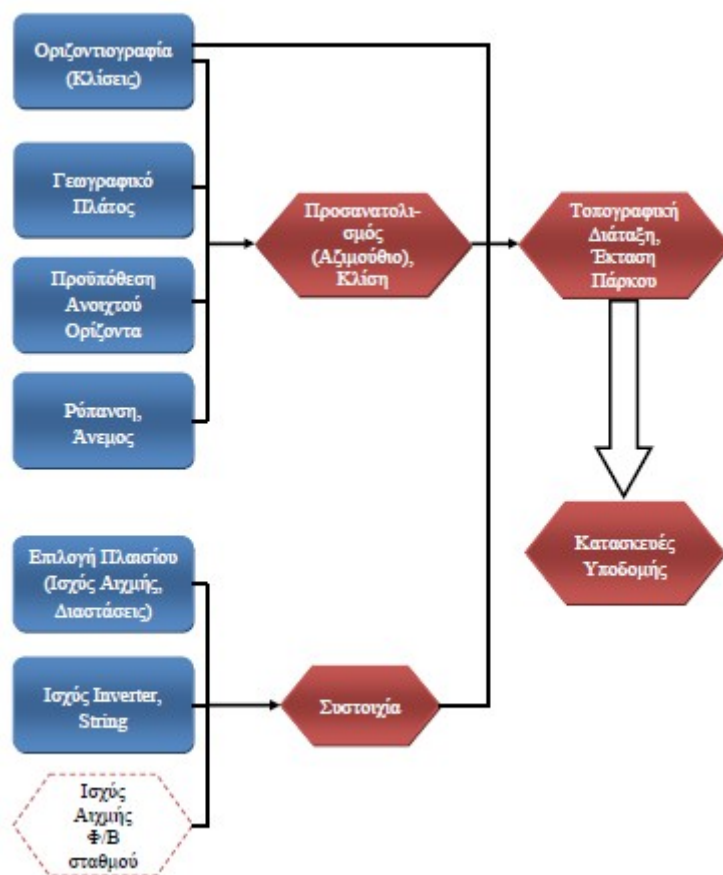 Οριζοντιογραφία
(Κλίσεις)
Γεωγραφικό
Πλάτος
Προϋπόθεση
Ανοιχτού
Ορίζοντα
Ρύπανση,
Άνεμος
Προσανατολι-
σμός
(Αζιμούθιο),
Κλίση
Τοπογραφική
Διάταξη,
Έκταση
Πάρκου
Κατασκευές
Υποδομής
Επιλογή Πλαισίου
(Ισχύς Αιχμής,
Διαστάσεις)
Ισχύς Inverter,
String
Ισχύς
Αιχμής
Φ/Β
σταθμού
Συστοιχία